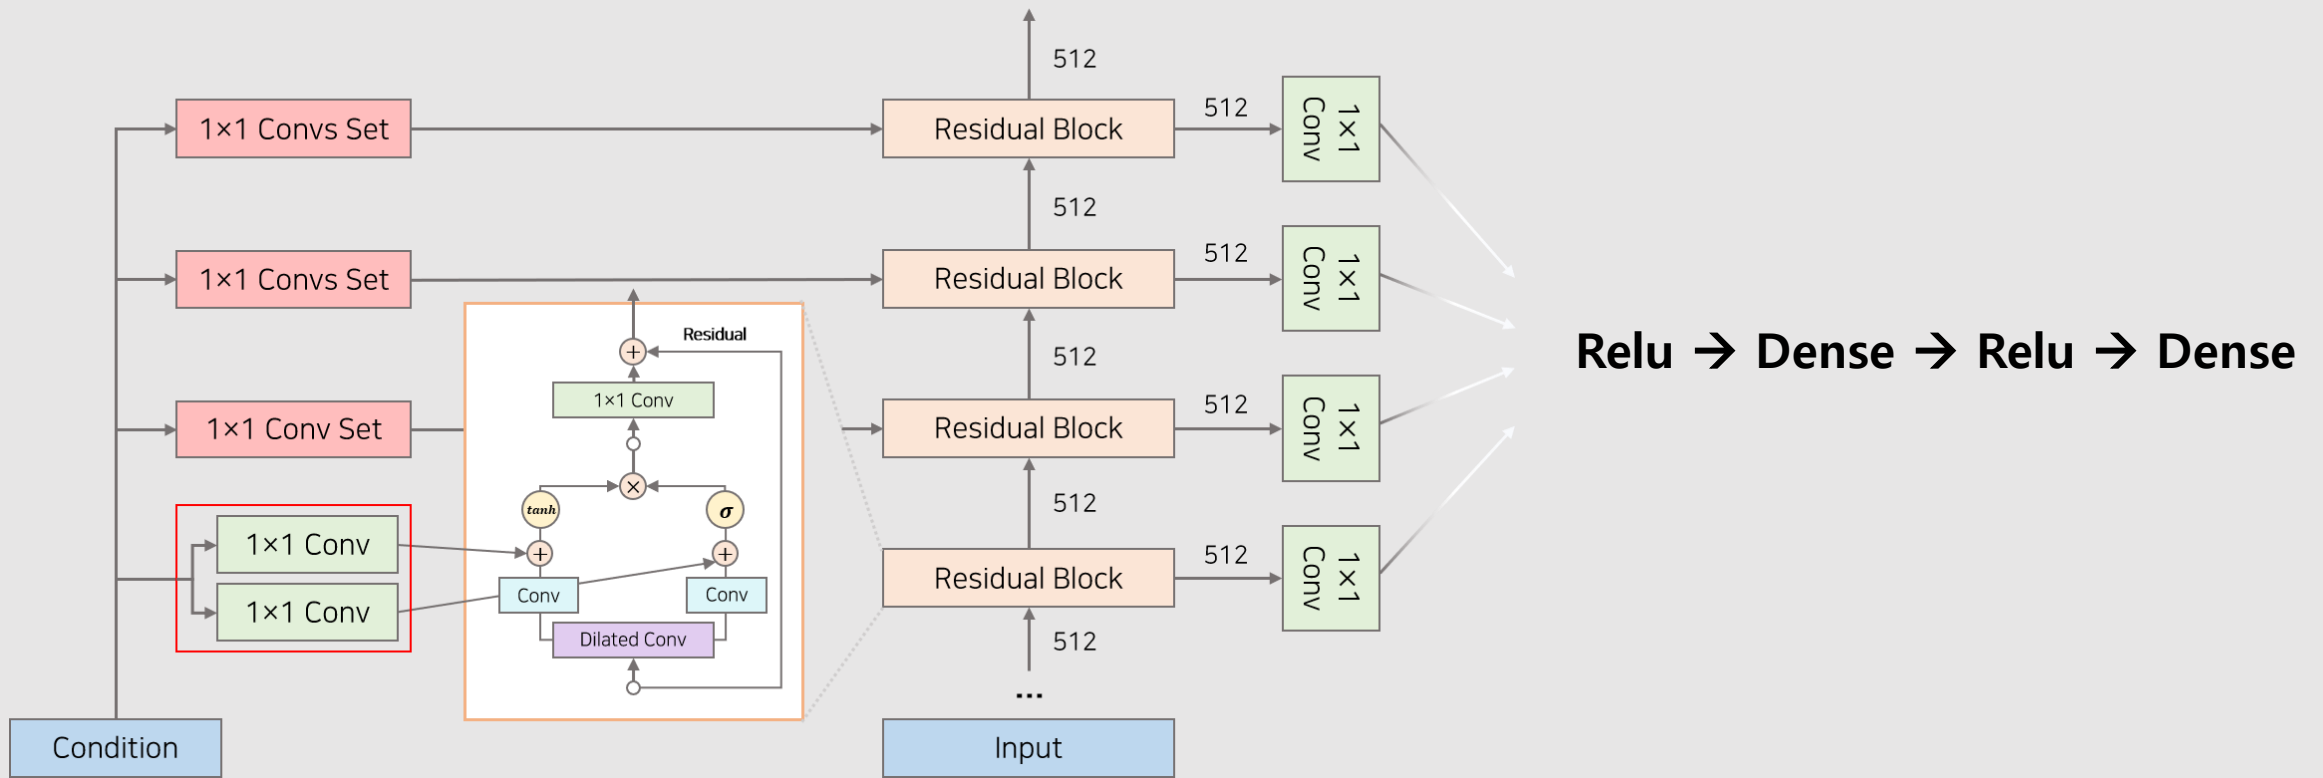 512
1×1 Convs Set
Residual Block
512
1×1
Conv
512
1×1 Convs Set
Residual Block
512
1×1
Conv
Residual
+
512
Relu → Dense → Relu → Dense
1×1 Conv
1×1 Conv Set
Residual Block
512
1×1
Conv
×
tanh
σ
512
1×1 Conv
1×1 Conv
+
+
Conv
Conv
Dilated Conv
Residual Block
512
1×1
Conv
512
...
Condition
Input